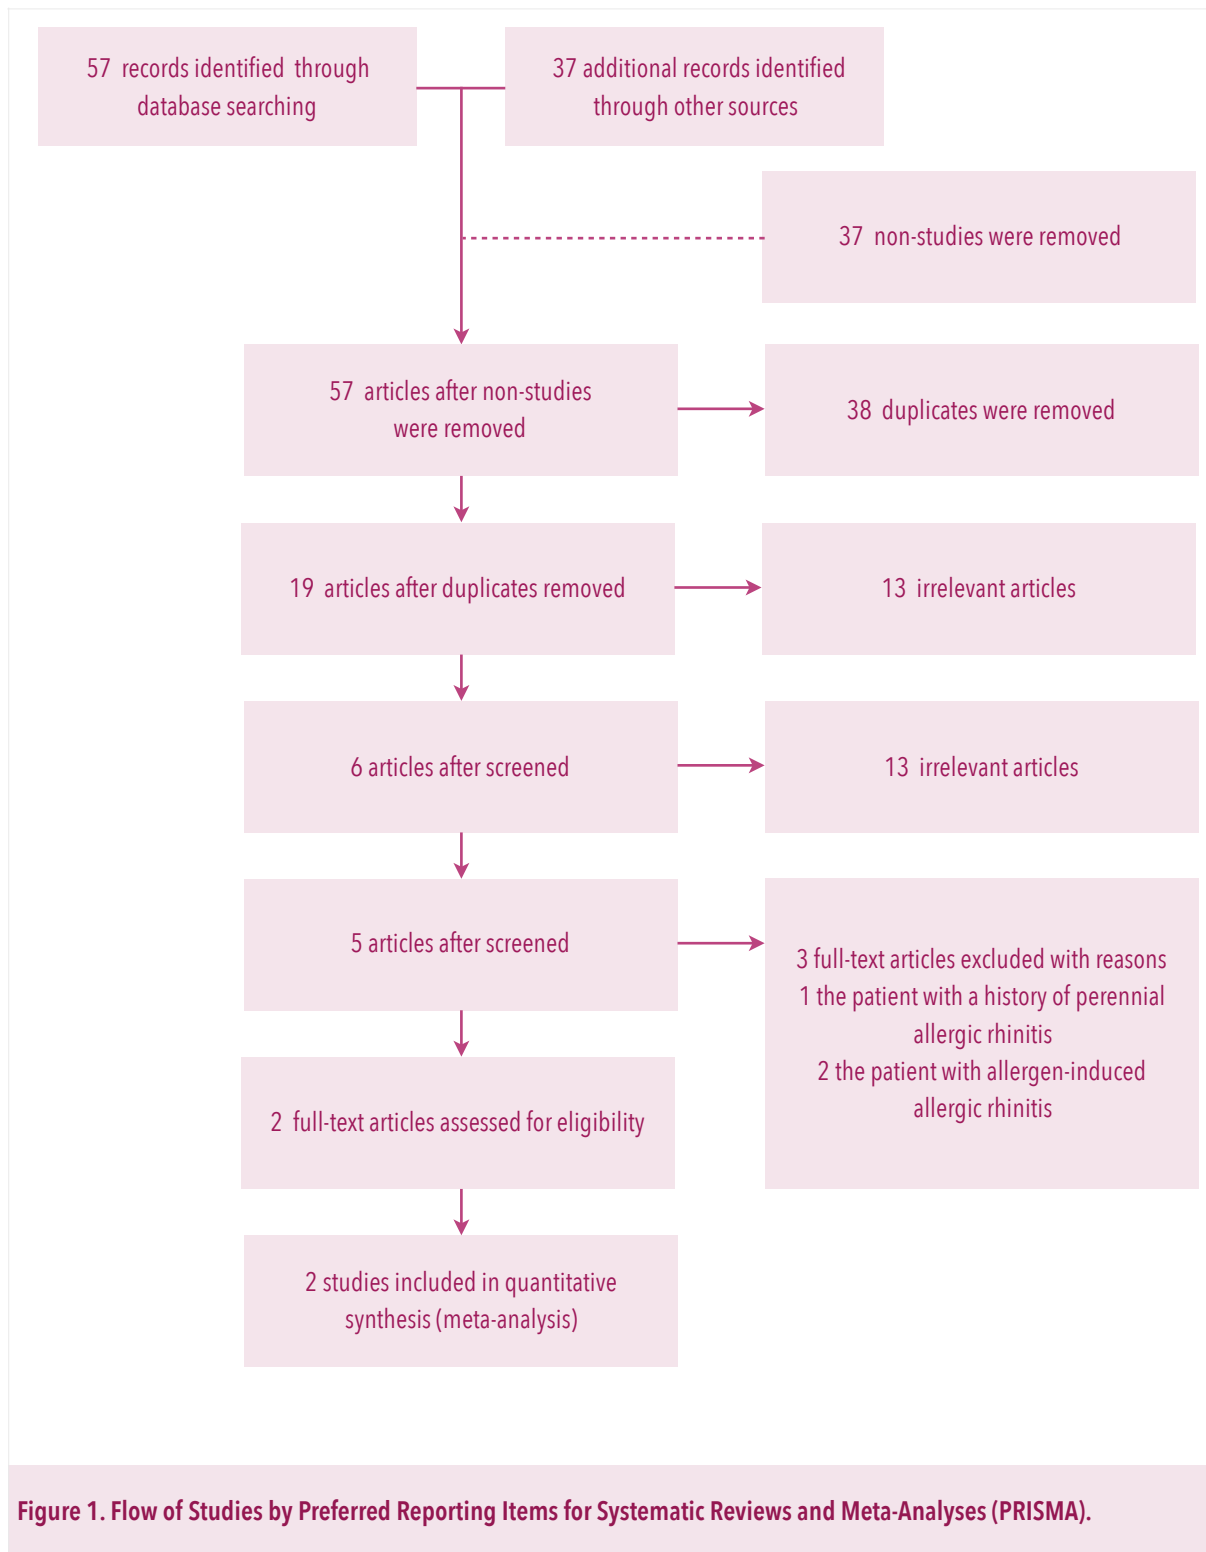 57 records identified through
database searching
37 additional records identified
through other sources
37 non-studies were removed
57 articles after non-studies
were removed
38 duplicates were removed
19 articles after duplicates removed
13 irrelevant articles
6 articles after screened
13 irrelevant articles
5 articles after screened
3 full-text articles excluded with reasons
1 the patient with a history of perennial
allergic rhinitis
2 the patient with allergen-induced
allergic rhinitis
2 full-text articles assessed for eligibility
2 studies included in quantitative
synthesis (meta-analysis)
Figure 1. Flow of Studies by Preferred Reporting Items for Systematic Reviews and Meta-Analyses (PRISMA).